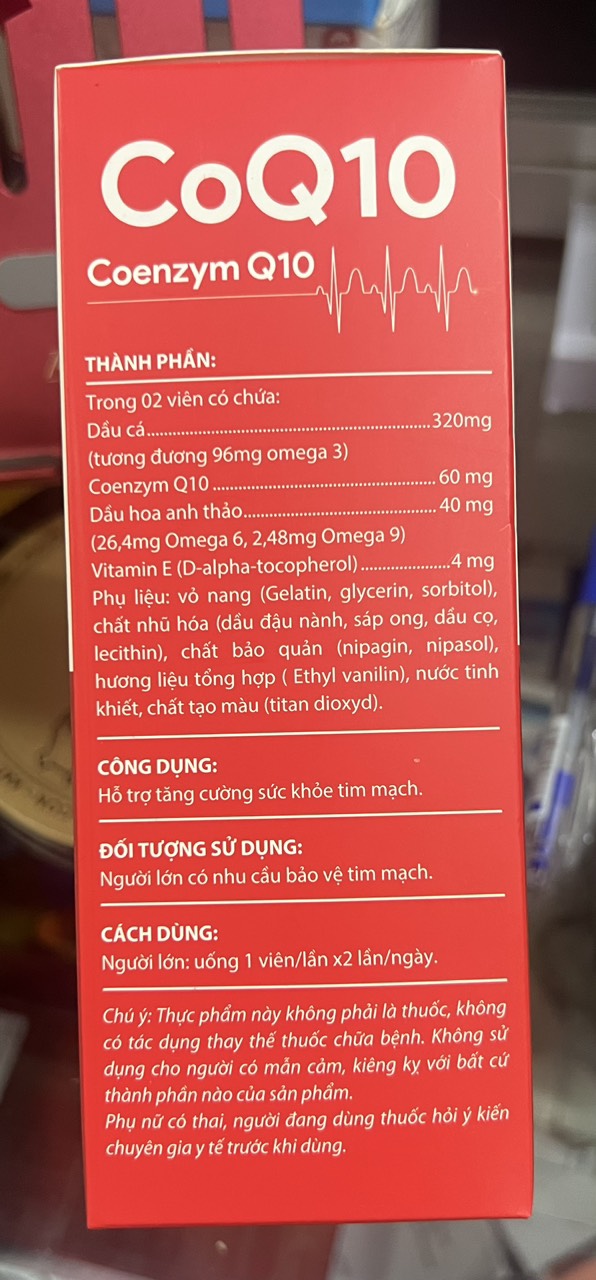 CoQ10
Coenzym Q10
THÀNH PHẦN:
Trong 02 viên có chứa:
Dầu cá.................................................................320mg
(tương đương 96mg omega 3)
Coenzym Q10.................................................... 60 mg
Dầu hoa anh thảo............................................. 40 mg
(26,4mg Omega 6, 2,48mg Omega 9)
Vitamin E (D-alpha-tocopherol).....................4 mg
Phụ liệu: vỏ nang (Gelatin, glycerin, sorbitol),
chất nhũ hóa (dầu đậu nành, sáp ong, dầu cọ,
lecithin), chất bảo quản (nipagin, nipasol),
hương liệu tổng hợp ( Ethyl vanilin), nước tinh
khiết, chất tạo màu (titan dioxyd).
CÔNG DỤNG:
Hỗ trợ tăng cường sức khỏe tim mạch.
ĐỐI TƯỢNG SỬ DỤNG:
Người lớn có nhu cầu bảo vệ tim mạch.
CÁCH DÙNG:
Người lớn: uống 1 viên/lần x2 lần/ngày.
Chú ý: Thực phẩm này không phải là thuốc, không
có tác dụng thay thế thuốc chữa bệnh. Không sử
dụng cho người có mẫn cảm, kiêng kỵ với bất cứ
thành phần nào của sản phẩm.
Phụ nữ có thai, người đang dùng thuốc hỏi ý kiến
chuyên gia y tế trước khi dùng.